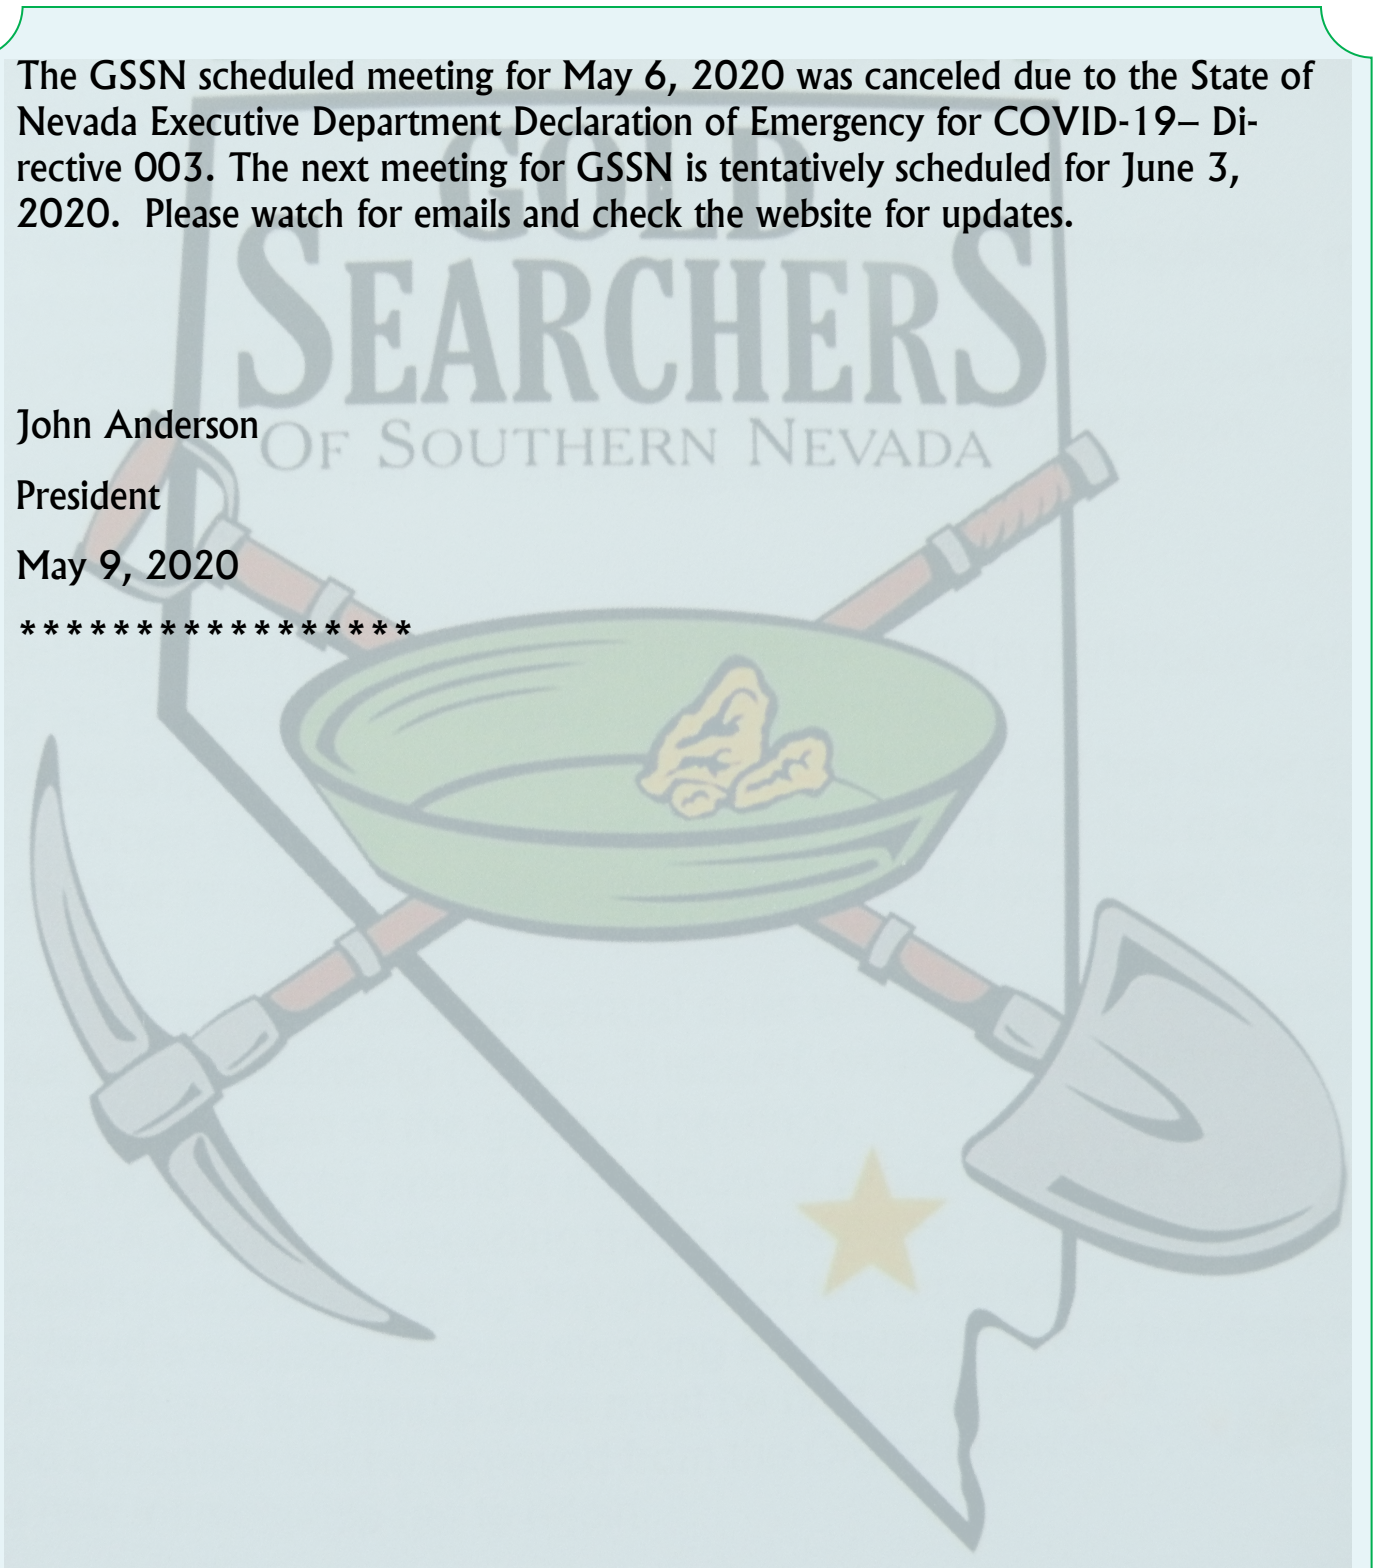 The GSSN scheduled meeting for May 6, 2020 was canceled due to the State of
Nevada Executive Department Declaration of Emergency for COVID-19– Di-
rective 003. The next meeting for GSSN is tentatively scheduled for June 3,
2020.  Please watch for emails and check the website for updates.
GOLD
SEARCHERS
OF SOUTHERN NEVADA
John Anderson
President
May 9, 2020
*****************